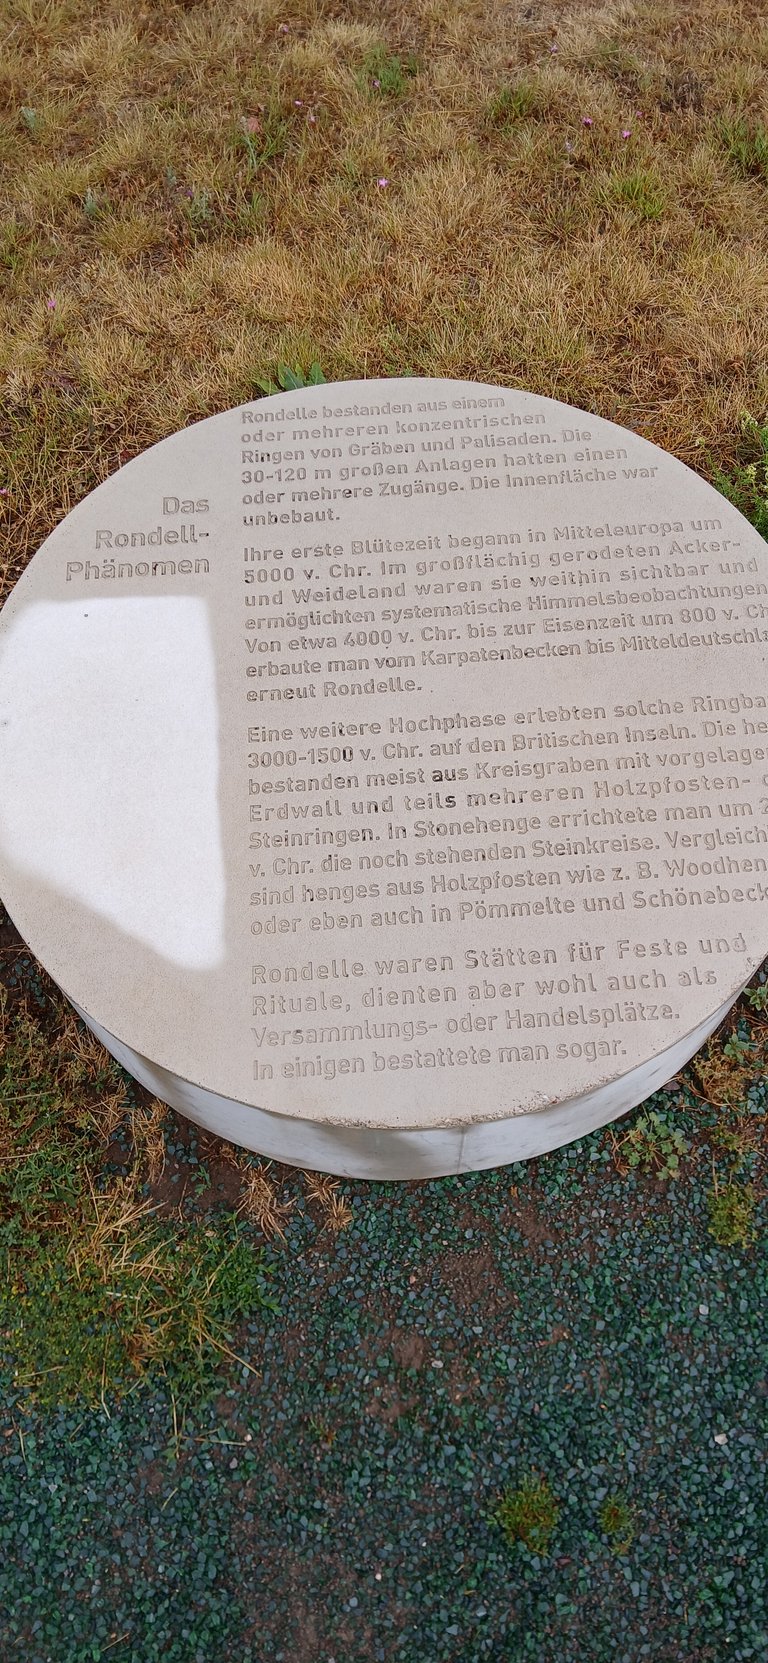 Das
Rondell-
Phänomen
Rondelle bestanden aus einem
oder mehreren konzentrischen
Ringen von Gräben und Palisaden. Die
30-120 m großen Anlagen hatten einen
oder mehrere Zugänge. Die Innenfläche war
unbebaut.
Ihre erste Blütezeit begann in Mitteleuropa um
5000 v. Chr. Im großflächig gerodeten Acker-
und Weideland waren sie weithin sichtbar und
ermöglichten systematische Himmelsbeobachtungen
Von etwa 4000 v. Chr. bis zur Eisenzeit um 800 v. Ch
erbaute man vom Karpatenbecken bis Mitteldeutschla
erneut Rondelle.
Eine weitere Hochphase erlebten solche Ringba
3000-1500 v. Chr. auf den Britischen Inseln. Die he
bestanden meist aus Kreisgraben mit vorgelager
Erdwall und teils mehreren Holzpfosten-
Steinringen. In Stonehenge errichtete man um 2
v. Chr. die noch stehenden Steinkreise. Vergleich
sind henges aus Holzpfosten wie z. B. Woodhen
oder eben auch in Pömmelte und Schönebeck
Rondelle waren Stätten für Feste und
Rituale, dienten aber wohl auch als
Versammlungs- oder Handelsplätze.
In einigen bestattete man sogar.